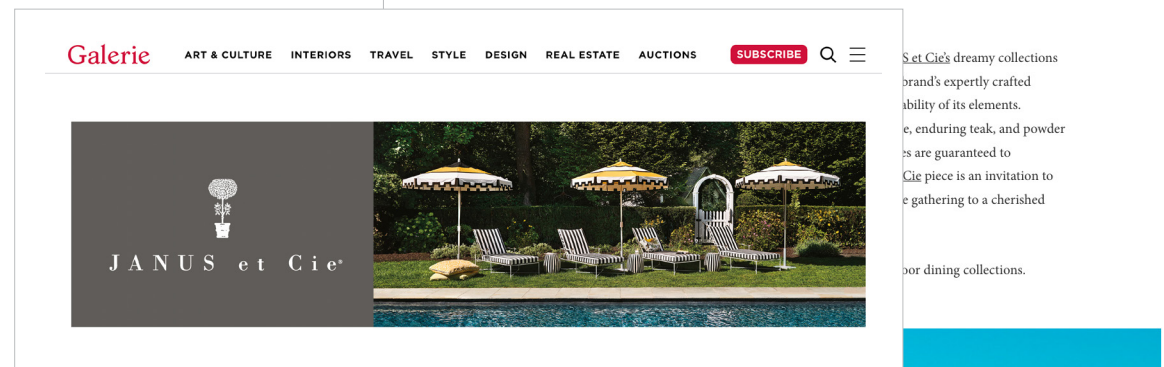 Galerie
ART & CULTURE INTERIORS TRAVEL STYLE DESIGN REAL ESTATE AUCTIONS
SUBSCRIBE
JANUS et Cie®
S et Cie's dreamy collections
brand's expertly crafted
ability of its elements.
e, enduring teak, and powder
es are guaranteed to
Cie piece is an invitation to
e gathering to a cherished
oor dining collections.